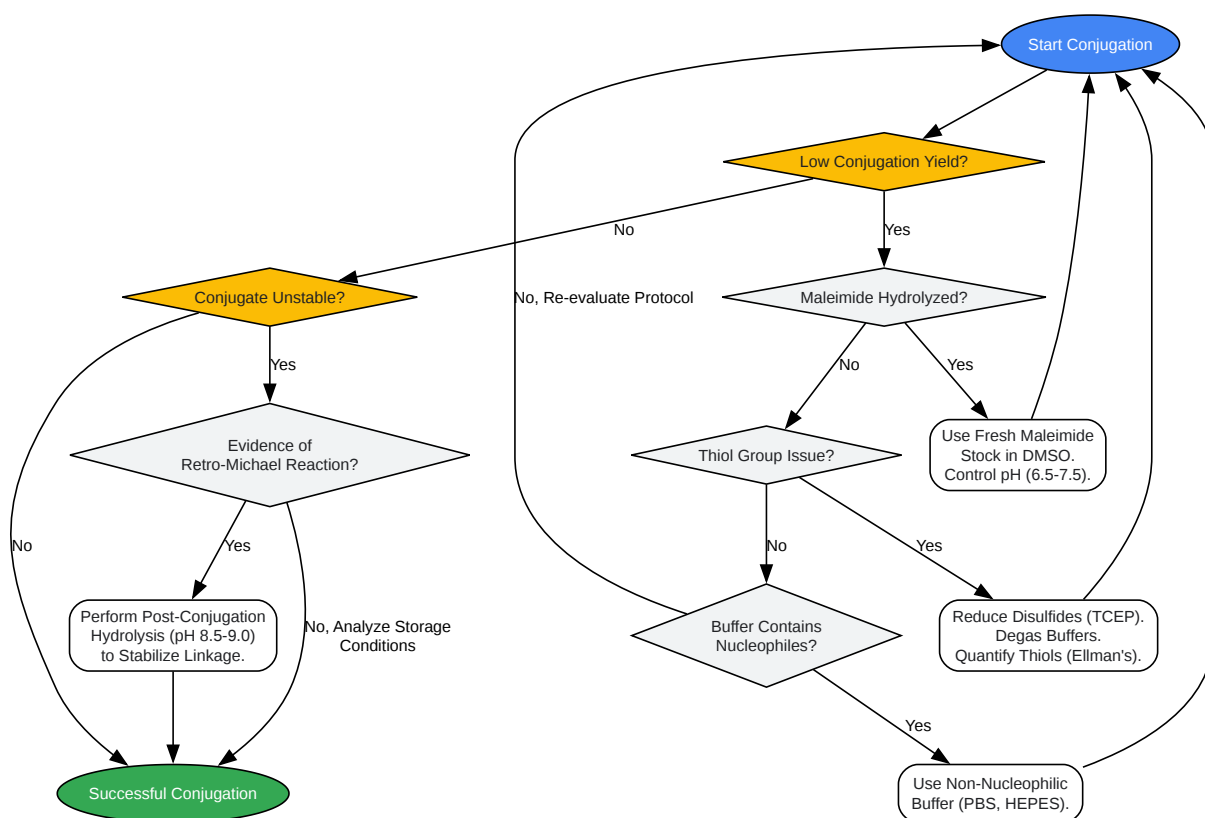 Start Conjugation
Low Conjugation Yield?
No
Yes
Conjugate Unstable?
No, Re-evaluate Protocol
Maleimide Hydrolyzed?
Yes
No
Yes
Evidence of
Retro-Michael Reaction?
Thiol Group Issue?
Use Fresh Maleimide
Stock in DMSO.
Control pH (6.5-7.5).
No
Yes
No
Yes
Perform Post-Conjugation
Hydrolysis (pH 8.5-9.0)
to Stabilize Linkage.
No, Analyze Storage
Conditions
Buffer Contains
Nucleophiles?
Reduce Disulfides (TCEP).
Degas Buffers.
Quantify Thiols (Ellman's).
Yes
Successful Conjugation
Use Non-Nucleophilic
Buffer (PBS, HEPES).